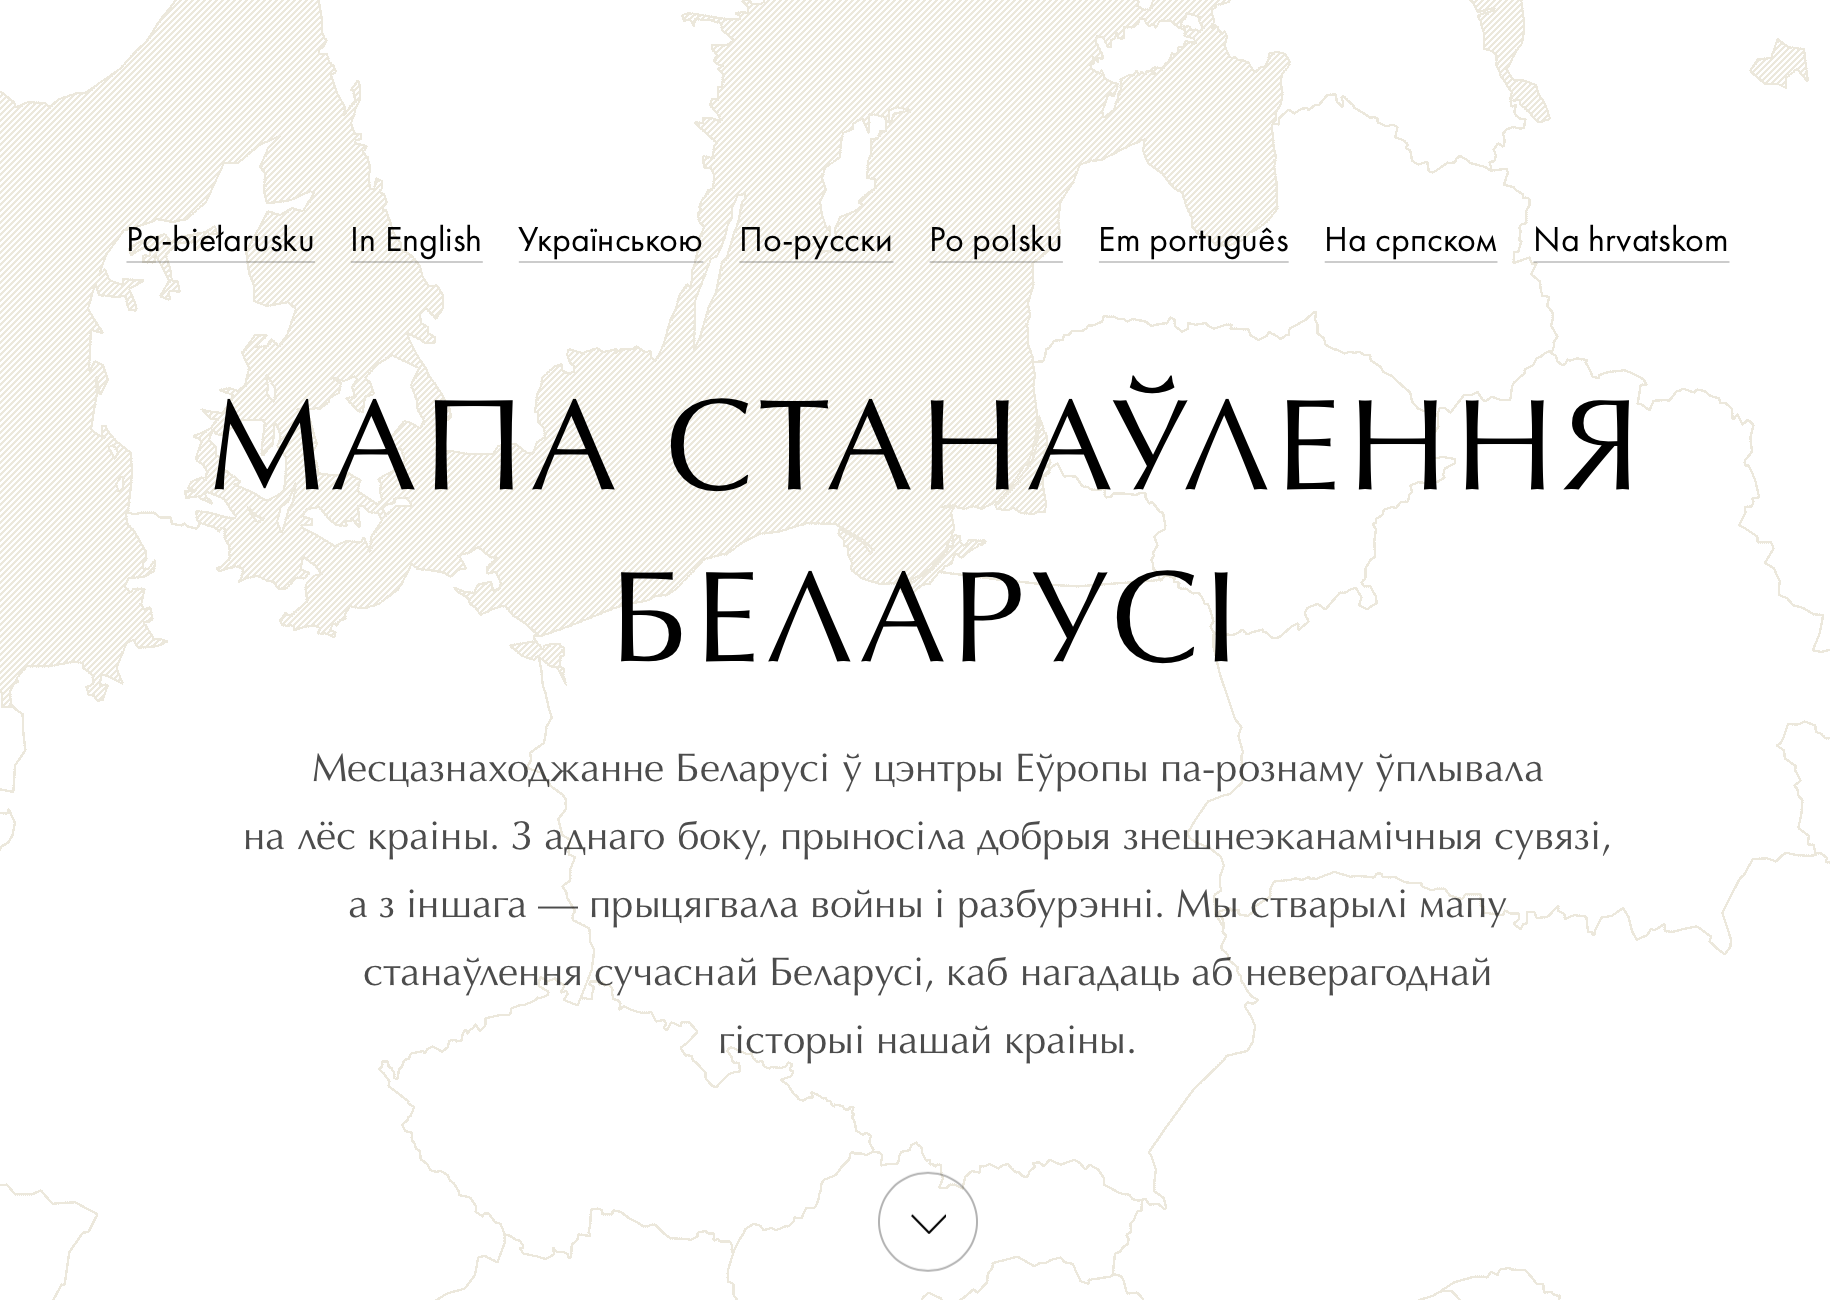 Pa-biełarusku In English Українською По-русски Po polsku Em português На српском Na hrvatskom
МАПА СТАНАЎЛЕННЯ
БЕЛАРУСІ
Месцазнаходжанне Беларусі ў цэнтры Еўропы па-рознаму ўплывала
на лёс краіны. З аднаго боку, прыносіла добрыя знешнеэканамічныя сувязі,
а з іншага — прыцягвала войны і разбурэнні. Мы стварылі мапу
станаўлення сучаснай Беларусі, каб нагадаць аб неверагоднай
гісторыі нашай краіны.